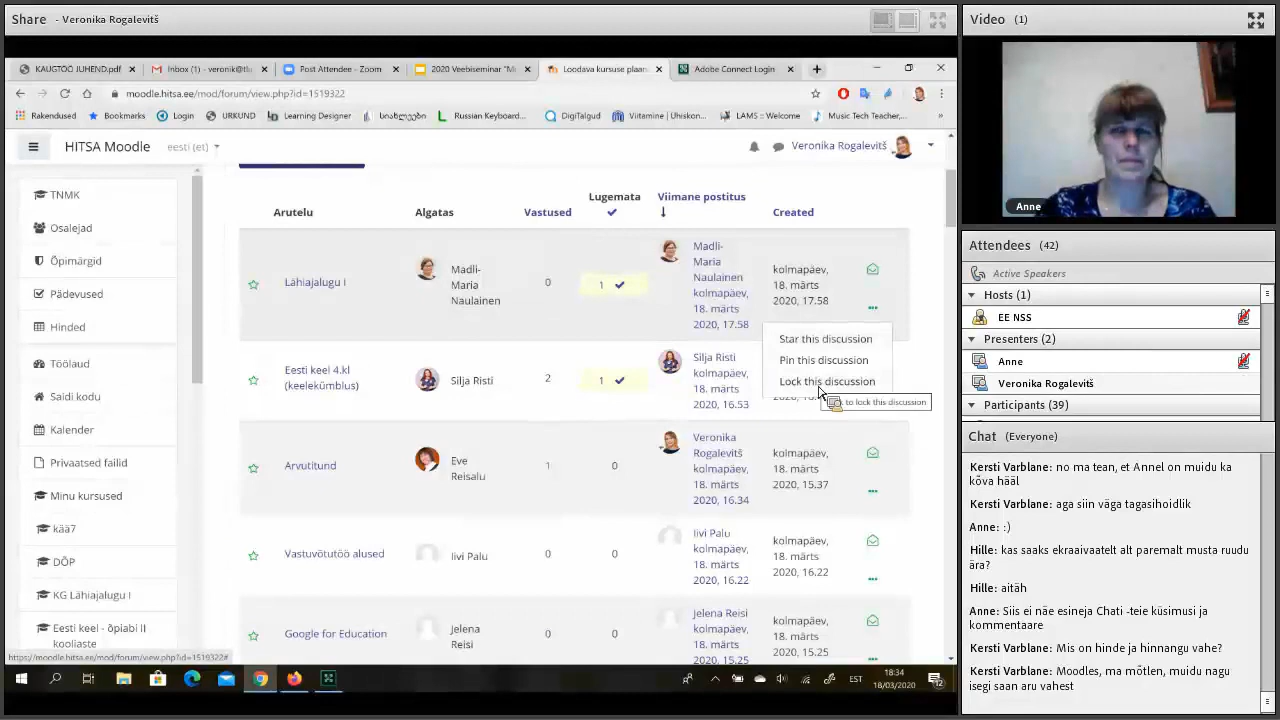 Share - Veronika Rogalevitš
Video (1)
KAUGTÖÖ JUHEND.pdf
Inbox (1) - veronik@tl
Post Attendee - Zoom
2020 Veebiseminar "M
Loodava kursuse plaan
Adobe Connect Login
moodle.hitsa.ee/mod/forum/view.php?id=1519322
Rakendused
Bookmarks
Login
URKUND
Learning Designer
Russian Keyboard...
DigiTalgud
Viitamine | Uhiskon...
LAMS :: Welcome
Music Tech Teacher,...
HITSA Moodle eesti (et)
Veronika Rogalevitš
TNMK
Osalejad
Õpimärgid
Pädevused
Hinded
Töölaud
Saidi kodu
Kalender
Privaatsed failid
Minu kursused
kää7
DÕP
KG Lähiajalugu I
Eesti keel - õpiabi II
kooliaste
Arutelu
Algatas
Vastused
Lugemata
Viimane postitus
Created
Lähiajalugu I
Madli-
Maria
Naulainen
0
1
Madli-
Maria
Naulainen
kolmapäev,
18. märts
2020, 17.58
kolmapäev,
18. märts
2020, 17.58
Star this discussion
Pin this discussion
Lock this discussion
to lock this discussion
Eesti keel 4.kl
(keelekümblus)
Silja Risti
2
1
Silja Risti
kolmapäev,
18. märts
2020, 16.53
Arvutitund
Eve
Reisalu
1
0
Veronika
Rogalevitš
kolmapäev,
18. märts
2020, 16.34
kolmapäev,
18. märts
2020, 15.37
Vastuvõtutöö alused
Iivi Palu
0
0
Iivi Palu
kolmapäev,
18. märts
2020, 16.22
kolmapäev,
18. märts
2020, 16.22
Google for Education
Jelena
Reisi
0
0
Jelena Reisi
kolmapäev,
18. märts
2020, 15.25
kolmapäev,
18. märts
2020, 15.25
https://moodle.hitsa.ee/mod/forum/view.php?id=1519322#
EST
18:34
18/03/2020
12
Anne
Attendees (42)
Active Speakers
Hosts (1)
EE NSS
Presenters (2)
Anne
Veronika Rogalevitš
Participants (39)
Chat (Everyone)
Kersti Varblane: no ma tean, et Annel on muidu ka
kõva hääl
Kersti Varblane: aga siin väga tagasihoidlik
Anne: :)
Hille: kas saaks ekraaivaatelt alt paremalt musta ruudu
ära?
Hille: aitäh
Anne: Siis ei näe esineja Chati -teie küsimusi ja
kommentaare
Kersti Varblane: Mis on hinde ja hinnangu vahe?
Kersti Varblane: Moodles, ma mõtlen, muidu nagu
isegi saan aru vahest